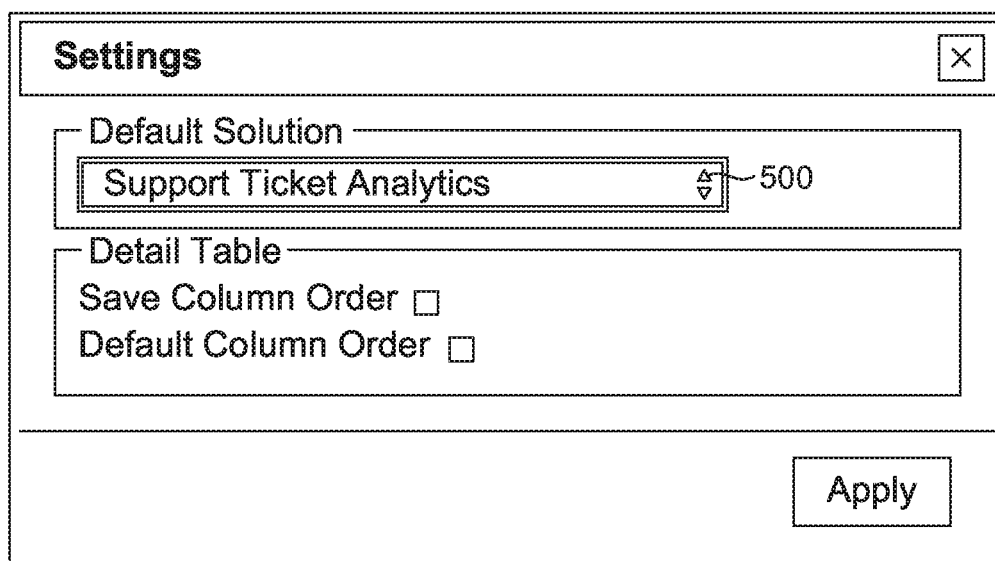 Settings
Default Solution
Support Ticket Analytics 500
Detail Table
Save Column Order
Default Column Order
Apply